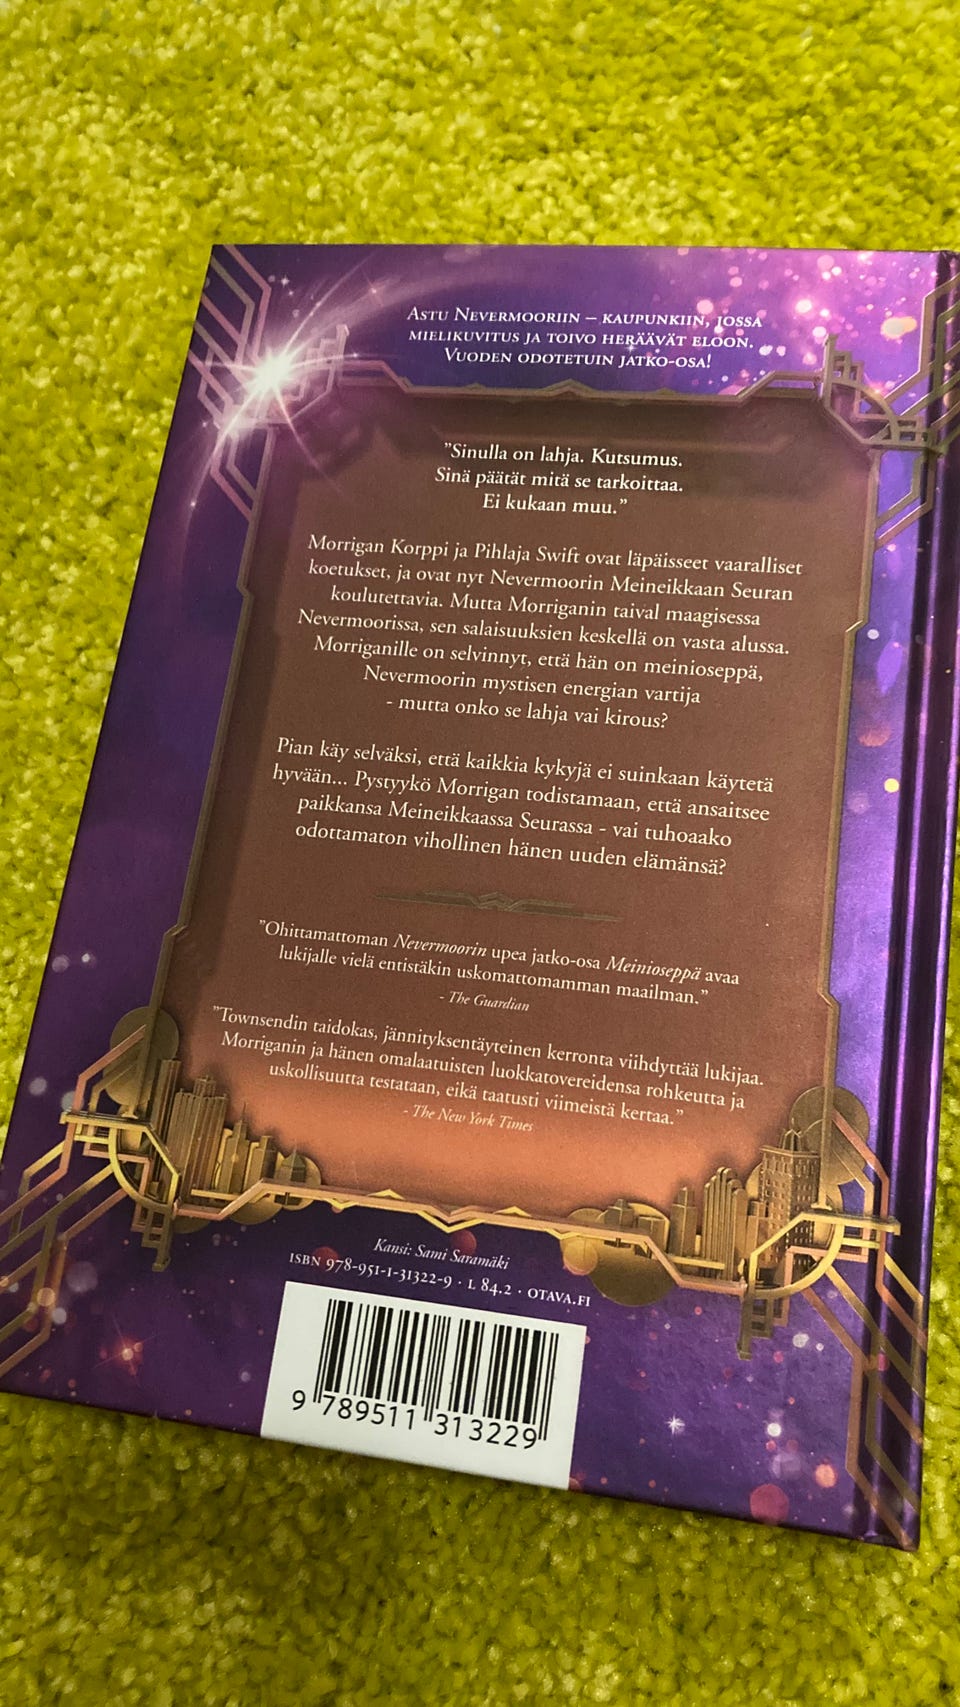 Astu Nevermooriin – kaupunkiin, jossa
mielikuvitus ja toivo heräävät eloon.
Vuoden odotetuin jatko-osa!
”Sinulla on lahja. Kutsumus.
Sinä päätät mitä se tarkoittaa.
Ei kukaan muu.”
Morrigan Korppi ja Pihlaja Swift ovat läpäisseet vaaralliset
koetukset, ja ovat nyt Nevermoorin Meineikkaan Seuran
koulutettavia. Mutta Morriganin taival maagisessa
Nevermoorissa, sen salaisuuksien keskellä on vasta alussa.
Morriganille on selvinnyt, että hän on meinioseppä,
Nevermoorin mystisen energian vartija
- mutta onko se lahja vai kirous?
Pian käy selväksi, että kaikkia kykyjä ei suinkaan käytetä
hyvään... Pystyykö Morrigan todistamaan, että ansaitsee
paikkansa Meineikkaassa Seurassa - vai tuhoaako
odottamaton vihollinen hänen uuden elämänsä?
”Ohittamattoman Nevermoorin upea jatko-osa Meinioseppä avaa
lukijalle vielä entistäkin uskomattomamman maailman.”
- The Guardian
”Townsendin taidokas, jännityksentäyteinen kerronta viihdyttää lukijaa.
Morriganin ja hänen omalaatuisten luokkatovereidensa rohkeutta ja
uskollisuutta testataan, eikä taatusti viimeistä kertaa.”
- The New York Times
Kansi: Sami Saramäki
ISBN 978-951-1-31322-9 · L 84.2 · OTAVA.FI
9 789511 313229